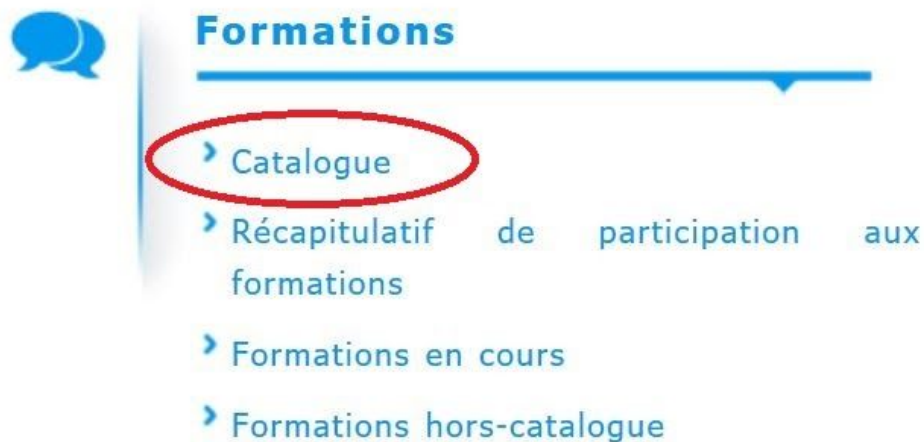 Formations
Catalogue
Récapitulatif de participation aux
formations
Formations en cours
Formations hors-catalogue